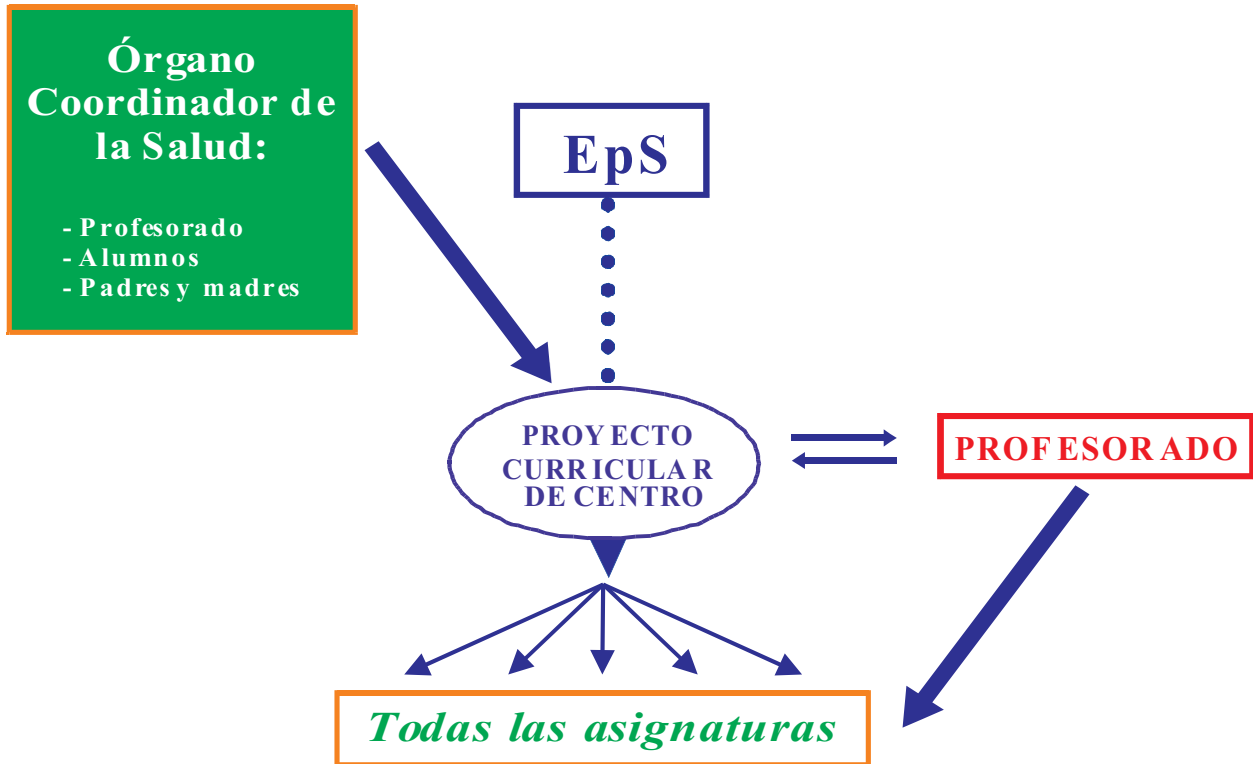 Órgano
Coordinador de
la Salud:
- Profesorado
- Alumnos
- Padres y madres
EpS
PROYECTO
CURRICULAR
DE CENTRO
PROFESORADO
Todas las asignaturas